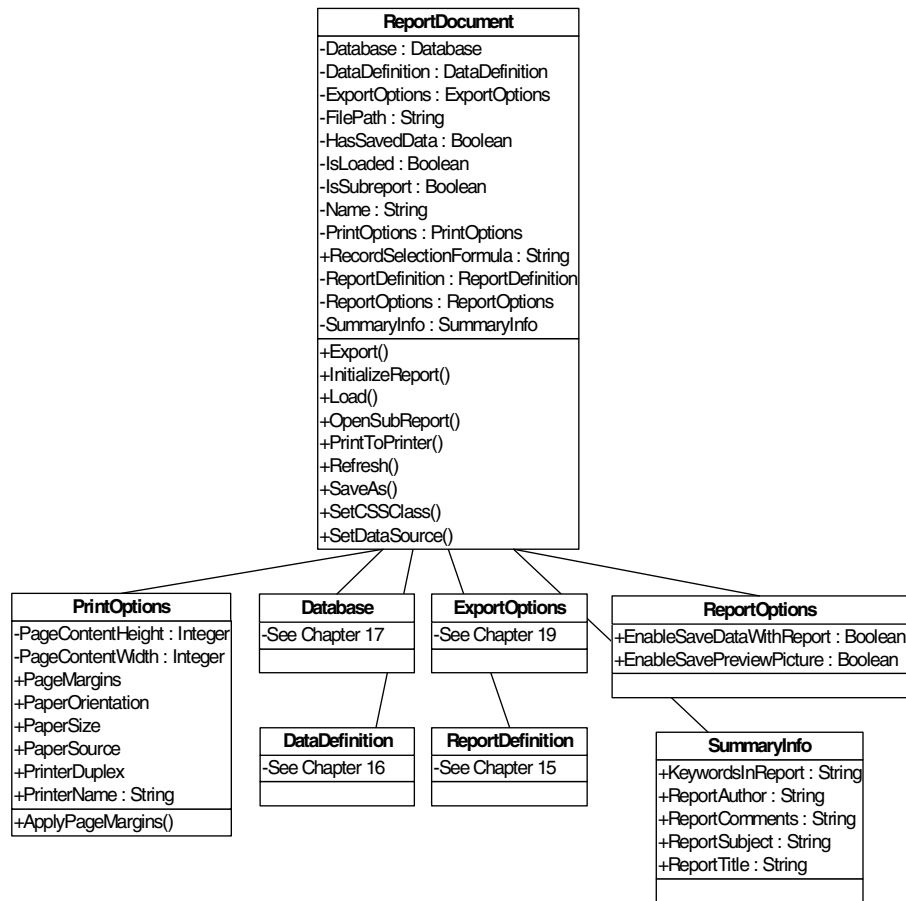 ReportDocument
-Database : Database
-DataDefinition : DataDefinition
-ExportOptions : ExportOptions
-FilePath : String
-HasSavedData : Boolean
-IsLoaded : Boolean
-IsSubreport : Boolean
-Name : String
-PrintOptions : PrintOptions
+RecordSelectionFormula : String
-ReportDefinition : ReportDefinition
-ReportOptions : ReportOptions
-SummaryInfo : SummaryInfo
+Export()
+InitializeReport()
+Load()
+OpenSubReport()
+PrintToPrinter()
+Refresh()
+SaveAs()
+SetCSSClass()
+SetDataSource()
PrintOptions
-PageContentHeight : Integer
-PageContentWidth : Integer
+PageMargins
+PaperOrientation
+PaperSize
+PaperSource
+PrinterDuplex
+PrinterName : String
+ApplyPageMargins()
Database
-See Chapter 17
ExportOptions
-See Chapter 19
ReportOptions
+EnableSaveDataWithReport : Boolean
+EnableSavePreviewPicture : Boolean
DataDefinition
-See Chapter 16
ReportDefinition
-See Chapter 15
SummaryInfo
+KeywordsInReport : String
+ReportAuthor : String
+ReportComments : String
+ReportSubject : String
+ReportTitle : String